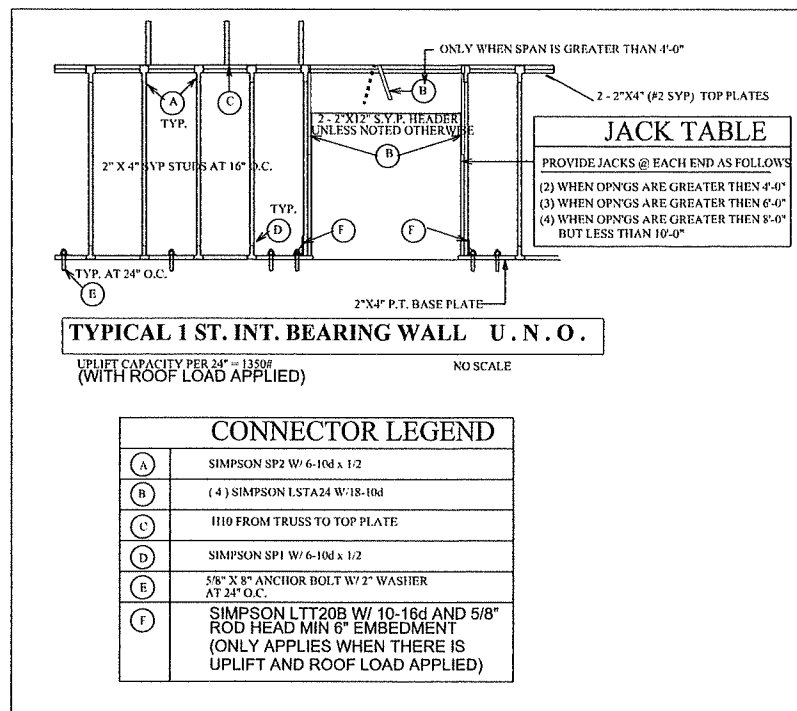 ONLY WHEN SPAN IS GREATER THAN 4'-0"
B
A
TYP.
C
2 - 2"X4" (#2 SYP) TOP PLATES
2 - 2"X12" S.Y.P. HEADER
UNLESS NOTED OTHERWISE
B
2" X 4" SYP STUDS AT 16" O.C.
JACK TABLE
PROVIDE JACKS @ EACH END AS FOLLOWS
(2) WHEN OPN'GS ARE GREATER THEN 4'-0"
(3) WHEN OPN'GS ARE GREATER THEN 6'-0"
(4) WHEN OPN'GS ARE GREATER THEN 8'-0"
BUT LESS THAN 10'-0"
TYP.
D
F
F
TYP. AT 24" O.C.
E
2"X4" P.T. BASE PLATE
TYPICAL 1 ST. INT. BEARING WALL U.N.O.
UPLIFT CAPACITY PER 24" = 1350#
(WITH ROOF LOAD APPLIED)
NO SCALE
CONNECTOR LEGEND
A SIMPSON SP2 W/ 6-10d x 1/2
B ( 4 ) SIMPSON LSTA24 W/18-10d
C H10 FROM TRUSS TO TOP PLATE
D SIMPSON SP1 W/ 6-10d x 1/2
E 5/8" X 8" ANCHOR BOLT W/ 2" WASHER
AT 24" O.C.
F SIMPSON LTT20B W/ 10-16d AND 5/8"
ROD HEAD MIN 6" EMBEDMENT
(ONLY APPLIES WHEN THERE IS
UPLIFT AND ROOF LOAD APPLIED)